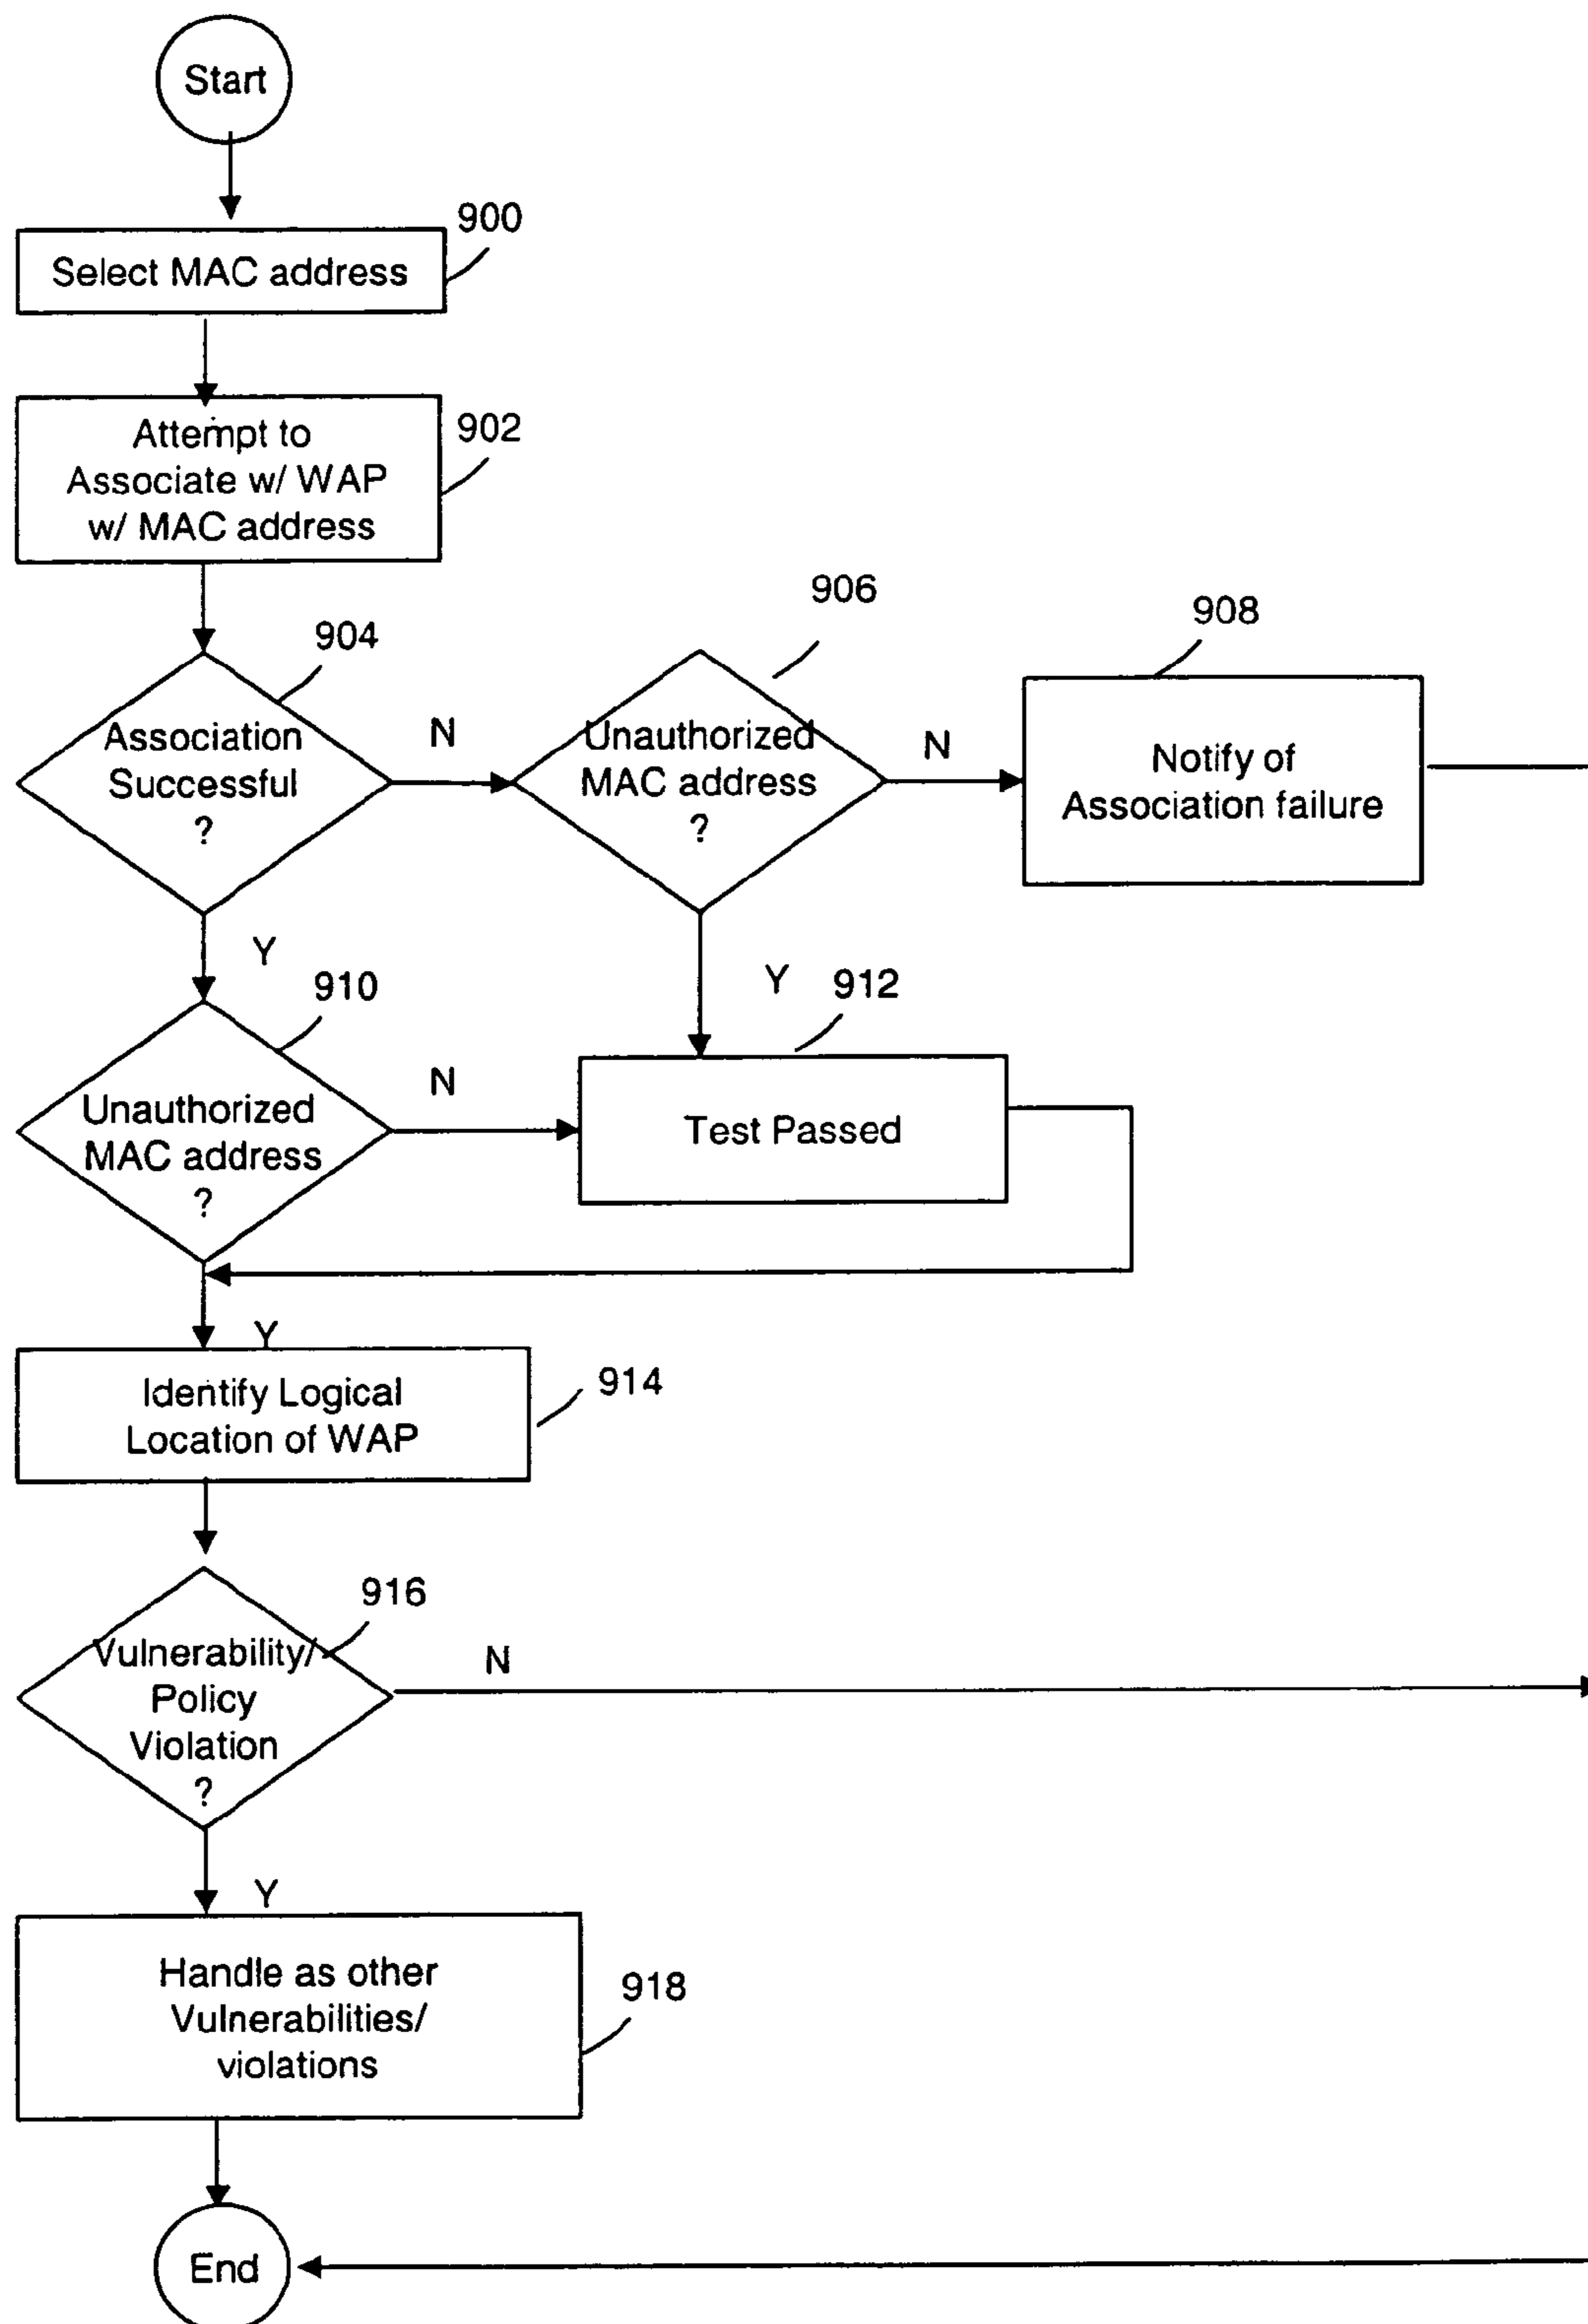 Start
900
Select MAC address
902
Attempt to
Associate w/ WAP
w/ MAC address
904
906
908
Association
Successful
?
N
Unauthorized
MAC address
?
N
Notify of
Association failure
Y
910
Y
912
Unauthorized
MAC address
?
N
Test Passed
Y
Identify Logical
Location of WAP
914
916
Vulnerability/
Policy
Violation
?
N
Y
Handle as other
Vulnerabilities/
violations
918
End